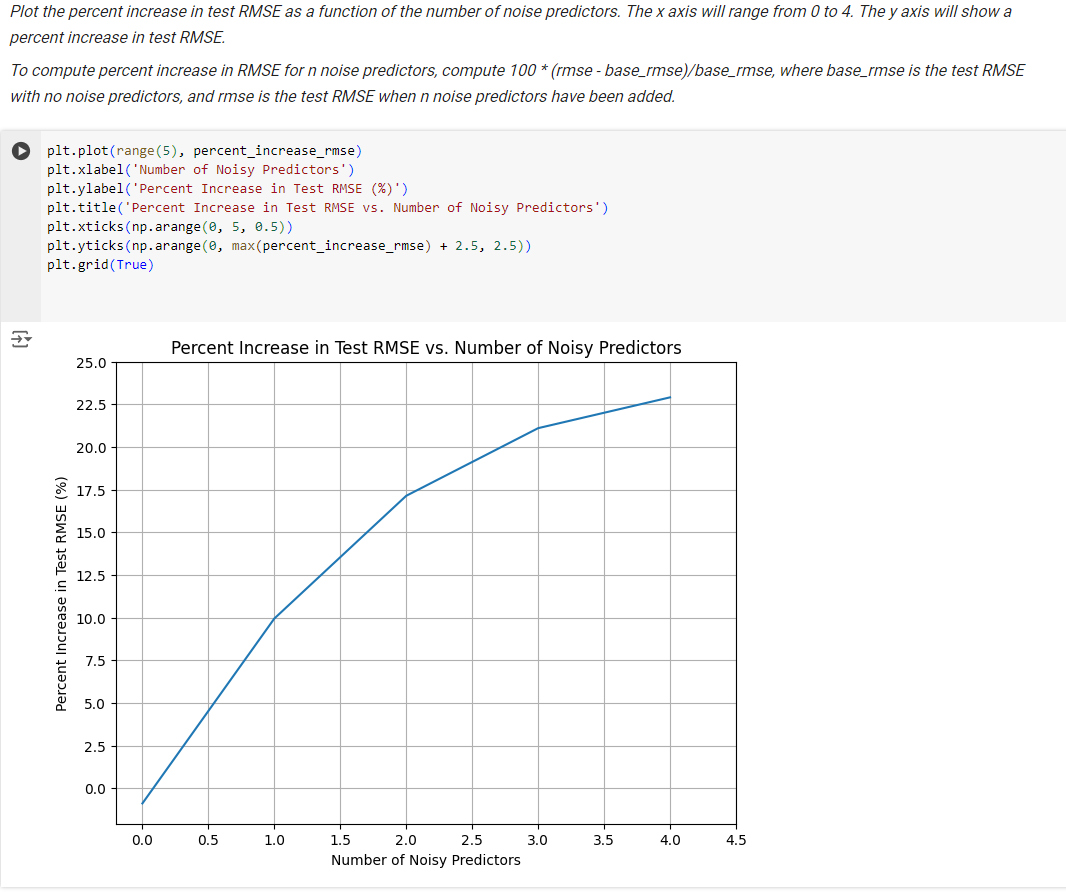 Plot the percent increase in test RMSE as a function of the number of noise predictors. The x axis will range from 0 to 4. The y axis will show a
percent increase in test RMSE.
To compute percent increase in RMSE for n noise predictors, compute 100 * (rmse - base_rmse)/base_rmse, where base_rmse is the test RMSE
with no noise predictors, and rmse is the test RMSE when n noise predictors have been added.
plt.plot(range(5), percent_increase_rmse)
plt.xlabel('Number of Noisy Predictors')
plt.ylabel('Percent Increase in Test RMSE (%)')
plt.title('Percent Increase in Test RMSE vs. Number of Noisy Predictors')
plt.xticks(np.arange(0, 5, 0.5))
plt.yticks(np.arange(0, max(percent_increase_rmse) + 2.5, 2.5))
plt.grid(True)
Percent Increase in Test RMSE vs. Number of Noisy Predictors
Percent Increase in Test RMSE (%)
25.0
22.5
20.0
17.5
15.0
12.5
10.0
7.5
5.0
2.5
0.0
0.0 0.5 1.0 1.5 2.0 2.5 3.0 3.5 4.0 4.5
Number of Noisy Predictors